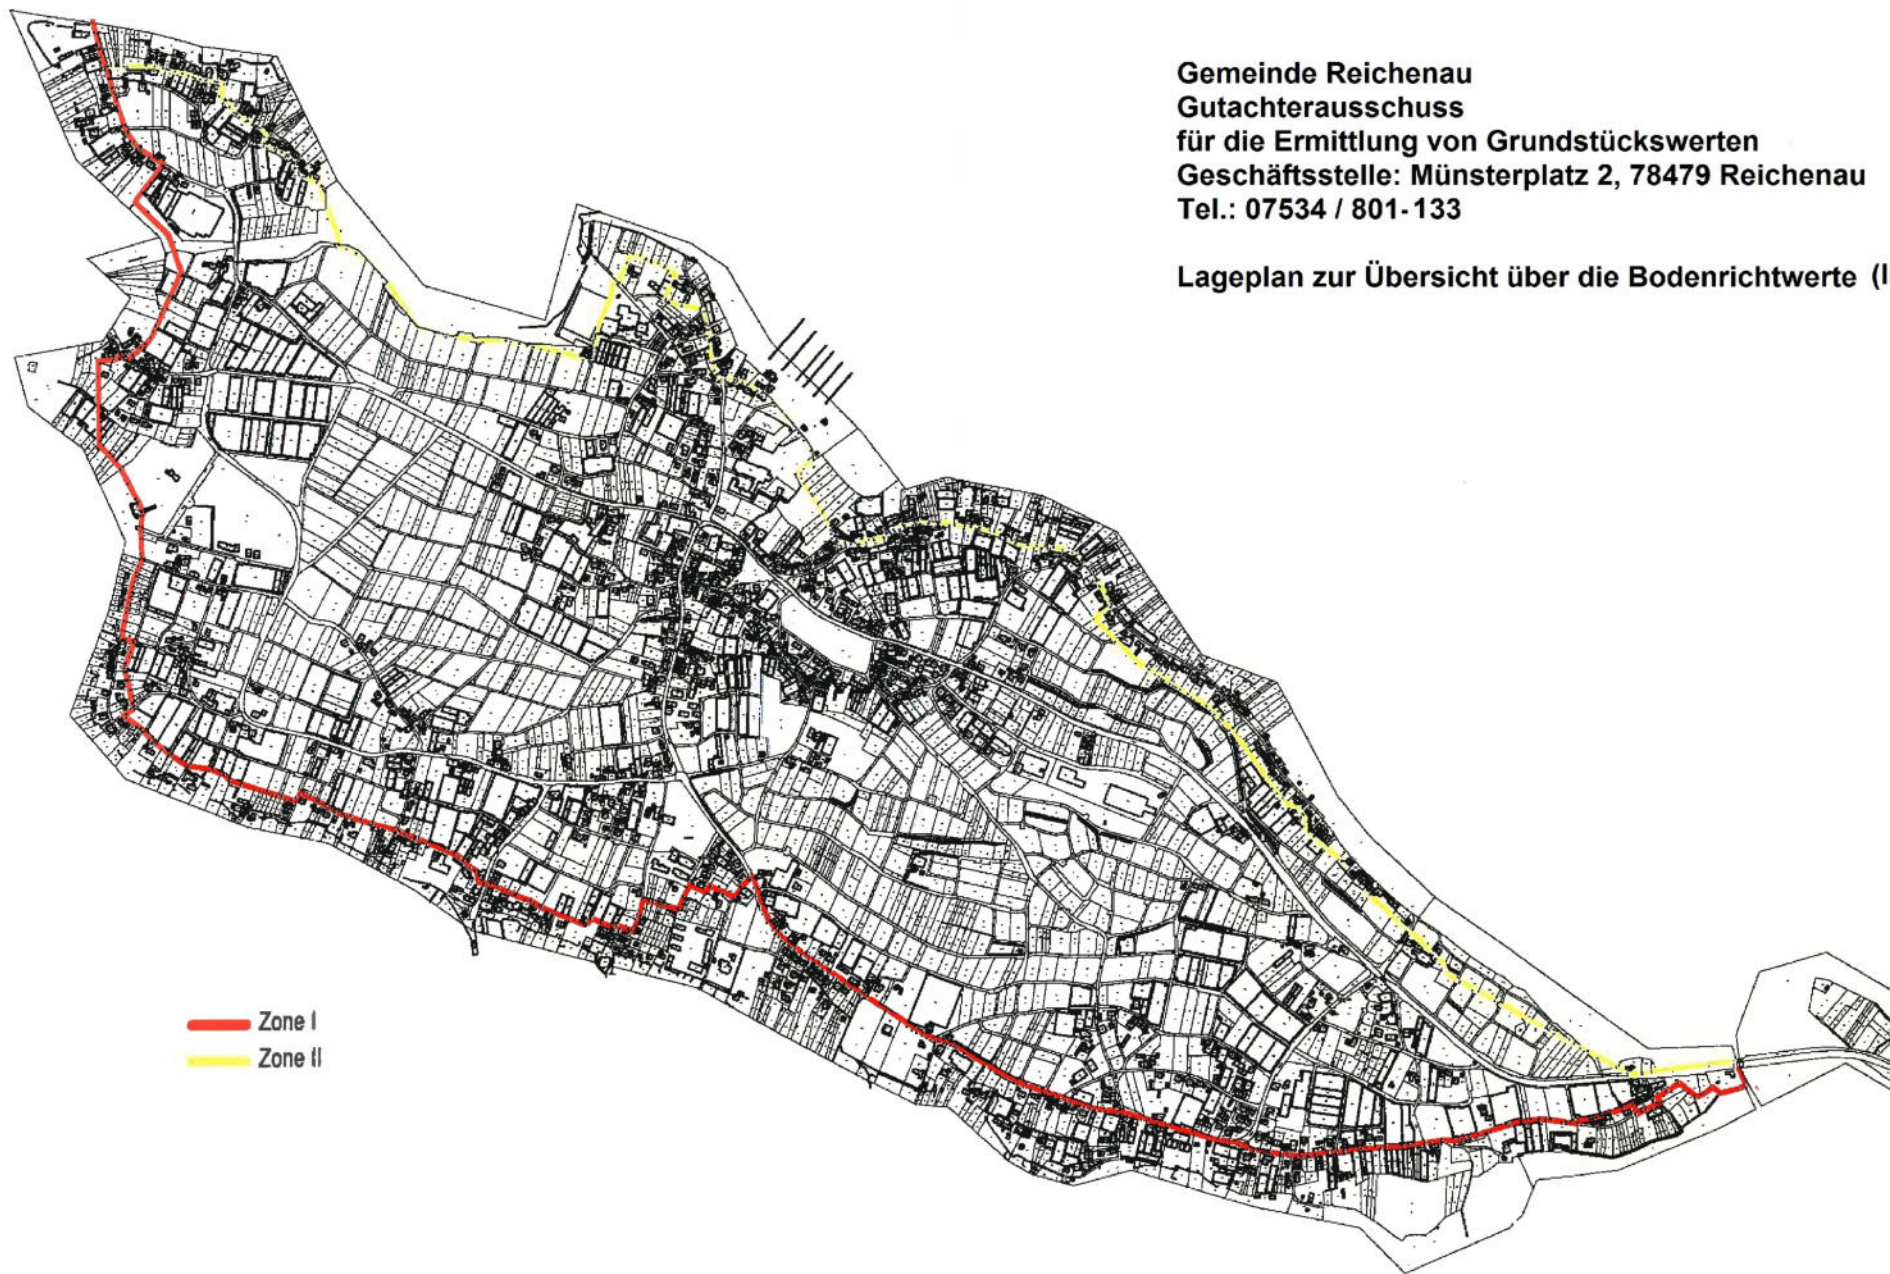 Gemeinde Reichenau
Gutachterausschuss
für die Ermittlung von Grundstückswerten
Geschäftsstelle: Münsterplatz 2, 78479 Reichenau
Tel.: 07534 / 801-133
Lageplan zur Übersicht über die Bodenrichtwerte (I
Zone I
Zone II